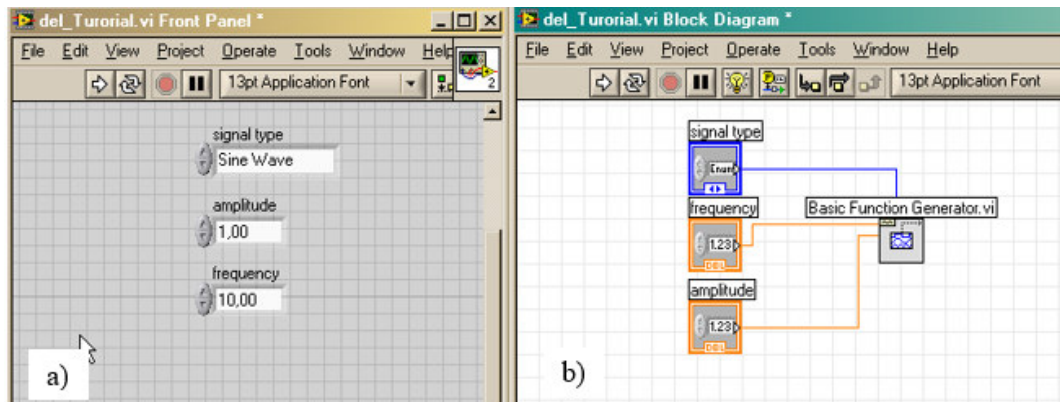 del_Turorial.vi Front Panel *
File Edit View Project Operate Tools Window Help
13pt Application Font
2
signal type
Sine Wave
amplitude
1,00
frequency
10,00
a)
del_Turorial.vi Block Diagram *
File Edit View Project Operate Tools Window Help
13pt Application Font
signal type
Enum
frequency
Basic Function Generator.vi
1.23
DBL
amplitude
1.23
DBL
b)